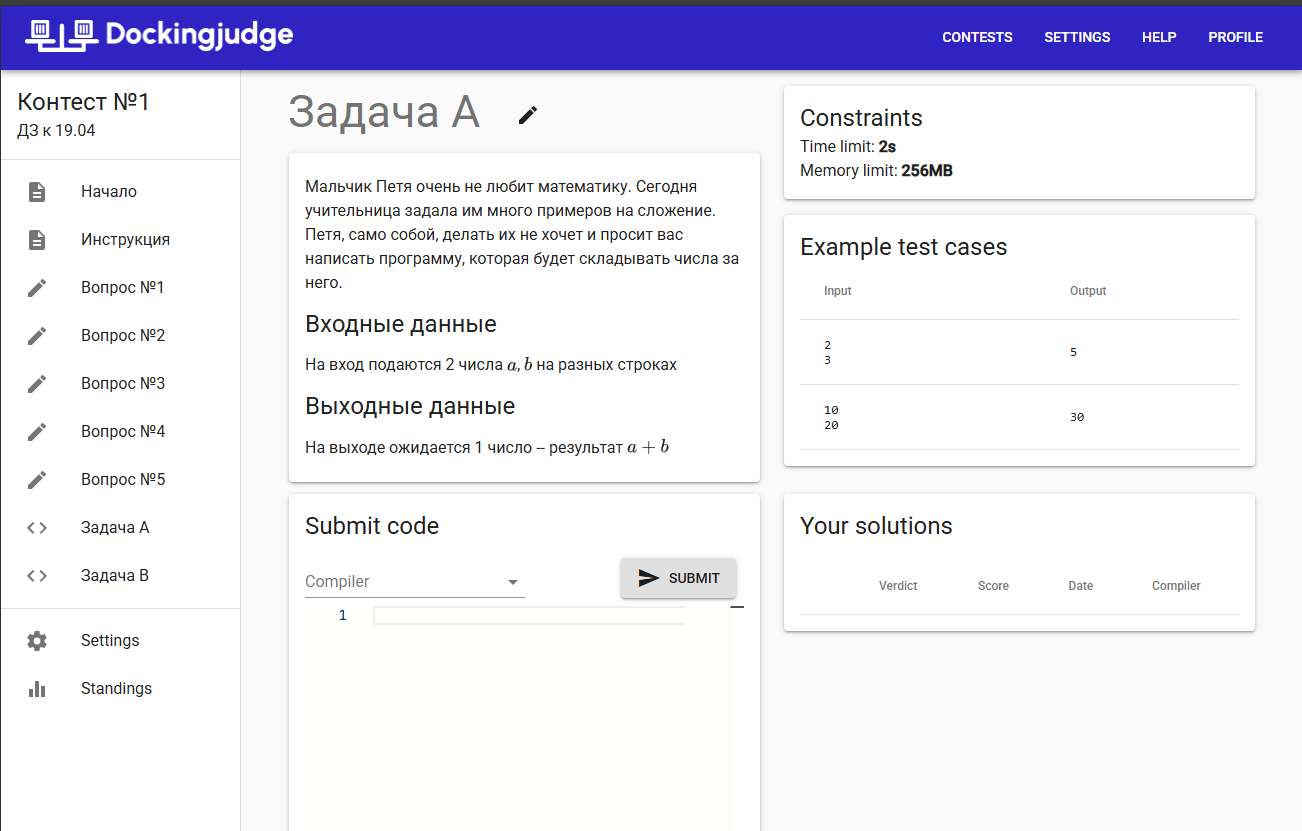 Dockingjudge
CONTESTS SETTINGS HELP PROFILE
Контест №1
ДЗ к 19.04
Начало
Инструкция
Вопрос №1
Вопрос №2
Вопрос №3
Вопрос №4
Вопрос №5
Задача A
Задача B
Settings
Standings
Задача A
Мальчик Петя очень не любит математику. Сегодня
учительница задала им много примеров на сложение.
Петя, само собой, делать их не хочет и просит вас
написать программу, которая будет складывать числа за
него.
Входные данные
На вход подаются 2 числа a, b на разных строках
Выходные данные
На выходе ожидается 1 число -- результат a + b
Submit code
Compiler
SUBMIT
1
Constraints
Time limit: 2s
Memory limit: 256MB
Example test cases
Input Output
2
3
5
10
20
30
Your solutions
Verdict Score Date Compiler